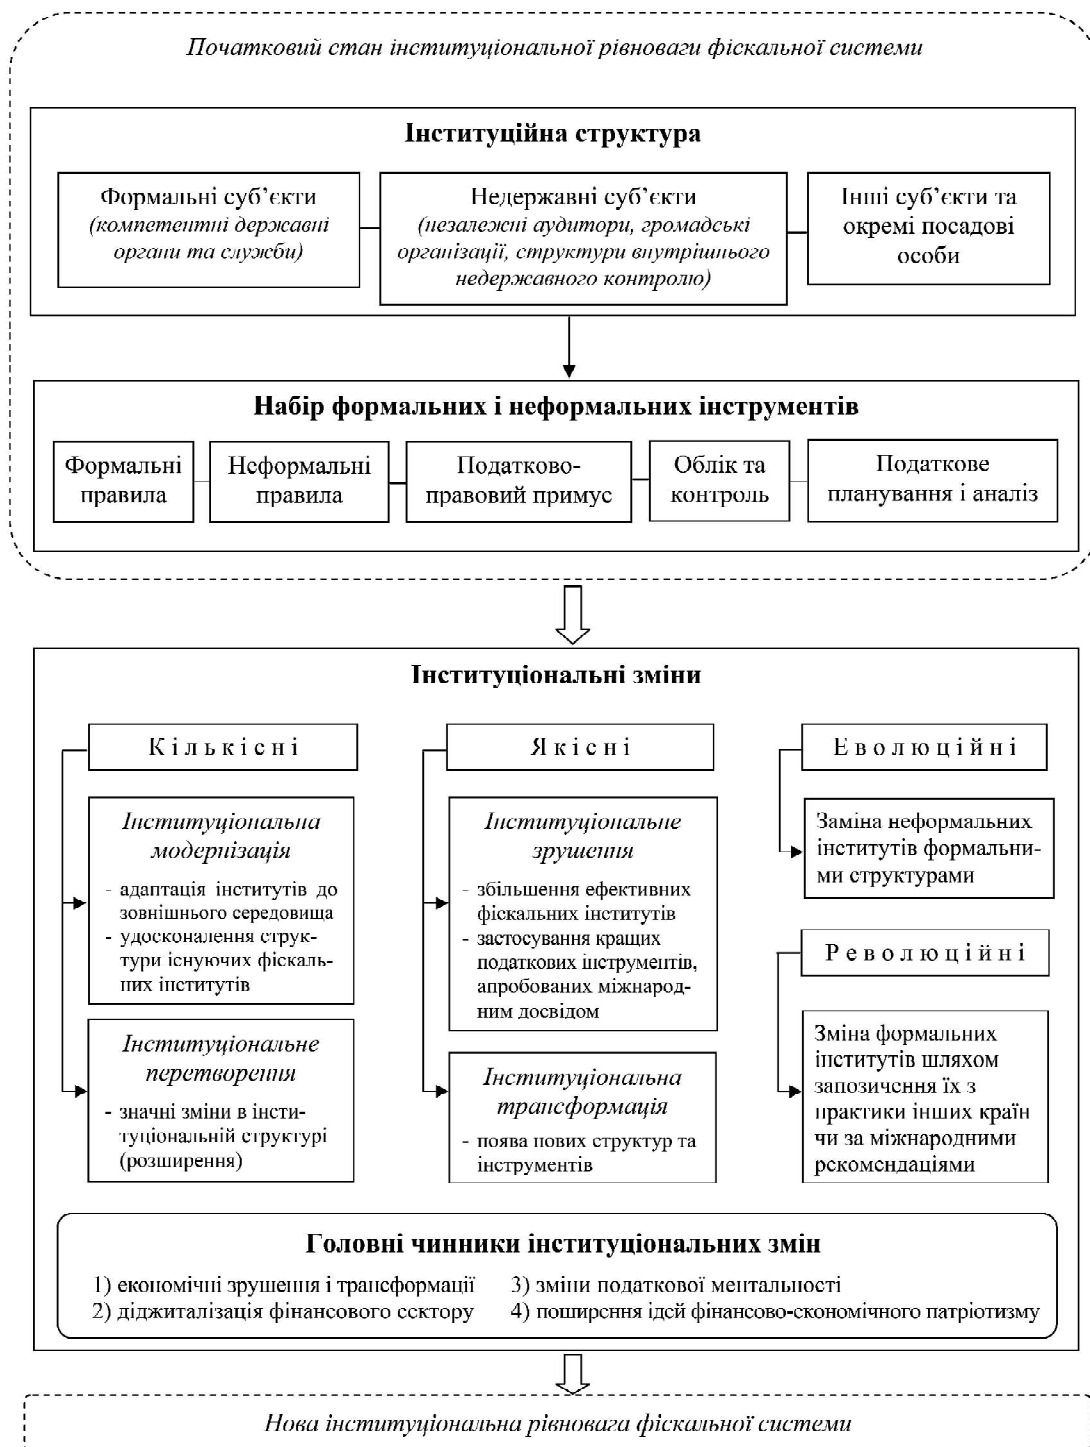 Початковий стан інституціональної рівноваги фіскальної системи
Інституційна структура
Формальні суб’єкти
(компетентні державні
органи та служби)
Недержавні суб’єкти
(незалежні аудитори, громадські
організації, структури внутрішнього
недержавного контролю)
Інші суб’єкти та
окремі посадові
особи
Набір формальних і неформальних інструментів
Формальні
правила
Неформальні
правила
Податково-
правовий примус
Облік та
контроль
Податкове
планування і аналіз
Інституціональні зміни
К і л ь к і с н і
Інституціональна
модернізація
- адаптація інститутів до
зовнішнього середовища
- удосконалення струк-
тури існуючих фіскаль-
них інститутів
Інституціональне
перетворення
- значні зміни в інсти-
туціональній структурі
(розширення)
Я к і с н і
Інституціональне
зрушення
- збільшення ефективних
фіскальних інститутів
- застосування кращих
податкових інструментів,
апробованих міжнарод-
ним досвідом
Інституціональна
трансформація
- поява нових структур та
інструментів
Е в о л ю ц і й н і
Заміна неформальних
інститутів формальни-
ми структурами
Р е в о л ю ц і й н і
Зміна формальних
інститутів шляхом
запозичення їх з
практики інших країн
чи за міжнародними
рекомендаціями
Головні чинники інституціональних змін
1) економічні зрушення і трансформації
2) діджиталізація фінансового сектору
3) зміни податкової ментальності
4) поширення ідей фінансово-економічного патріотизму
Нова інституціональна рівновага фіскальної системи